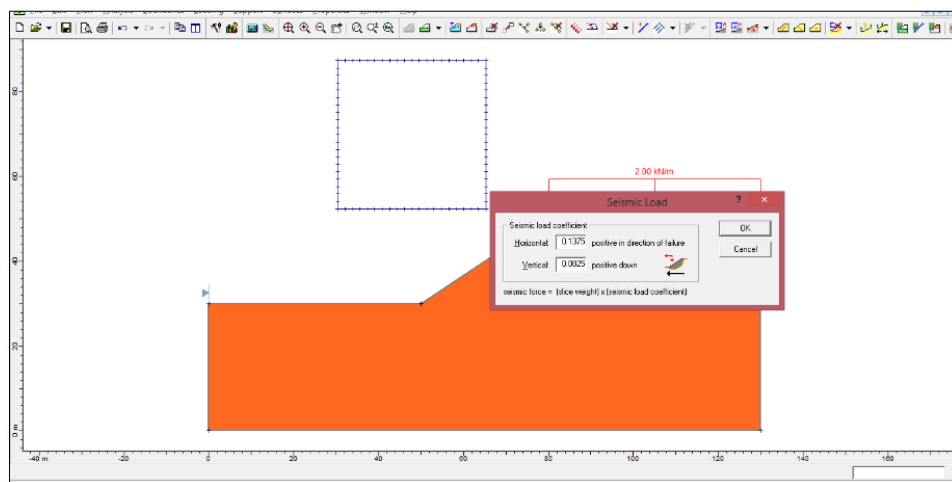 80
2.00 kN/m
60
Seismic Load
? ×
Seismic load coefficient
Horizontal: 0.1375 positive in direction of failure
OK
Vertical: 0.0825 positive down
Cancel
seismic force = (slice weight) x (seismic load coefficient)
40
20
0 m
-40 m -20 0 20 40 60 80 100 120 140 160